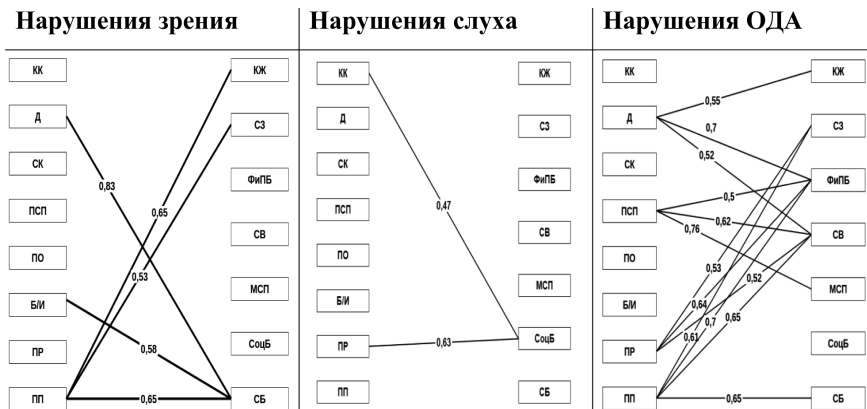 Нарушения зрения
КК
КЖ
Д
СЗ
СК
ФиПБ
0,83
ПСП
0,65
СВ
ПО
0,53
МСП
Б/И
0,58
СоцБ
ПР
ПП
0,65
СБ
Нарушения слуха
КК
КЖ
Д
СЗ
СК
ФиПБ
0,47
ПСП
СВ
ПО
МСП
Б/И
ПР
0,63
СоцБ
ПП
СБ
Нарушения ОДА
КК
КЖ
0,55
Д
0,7
СЗ
0,52
СК
ФиПБ
0,5
ПСП
0,62
0,76
СВ
ПО
0,53
0,52
МСП
Б/И
0,64
0,7
0,65
0,61
ПР
СоцБ
ПП
0,65
СБ